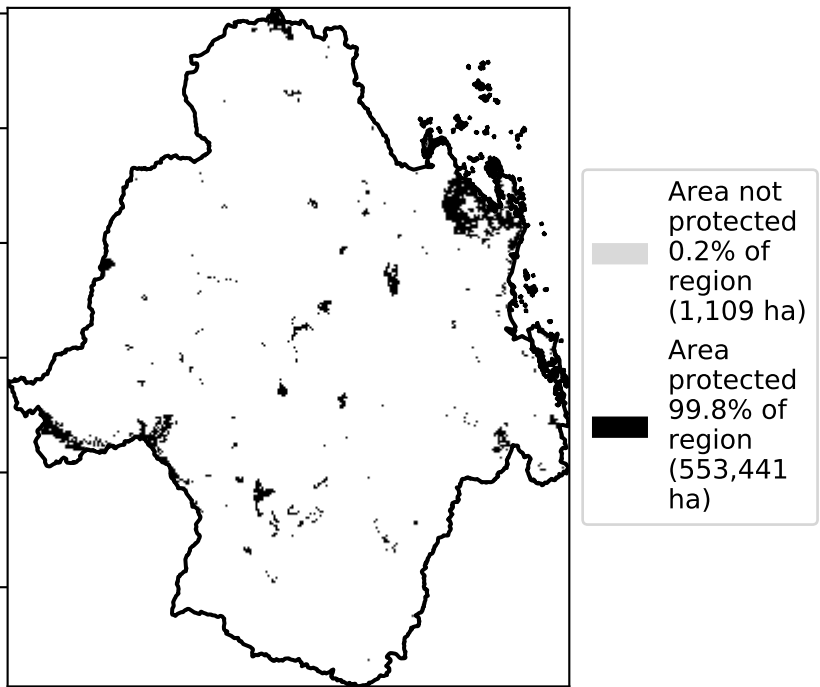 Area not
protected
0.2% of
region
(1,109 ha)
Area
protected
99.8% of
region
(553,441
ha)